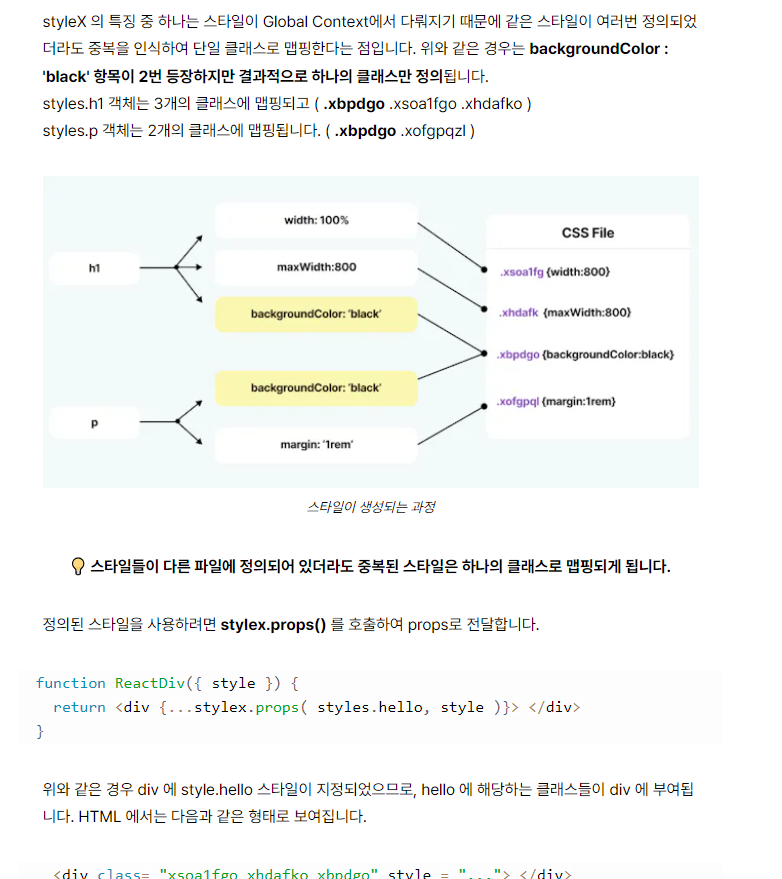 styleX 의 특징 중 하나는 스타일이 Global Context에서 다뤄지기 때문에 같은 스타일이 여러번 정의되었
더라도 중복을 인식하여 단일 클래스로 맵핑한다는 점입니다. 위와 같은 경우는 backgroundColor :
'black' 항목이 2번 등장하지만 결과적으로 하나의 클래스만 정의됩니다.
styles.h1 객체는 3개의 클래스에 맵핑되고 ( .xbpdgo .xsoa1fgo .xhdafko )
styles.p 객체는 2개의 클래스에 맵핑됩니다. ( .xbpdgo .xofgpqzl )
h1
width: 100%
maxWidth:800
backgroundColor: 'black'
p
backgroundColor: 'black'
margin: '1rem'
CSS File
.xsoa1fg {width:800}
.xhdafk {maxWidth:800}
.xbpdgo {backgroundColor:black}
.xofgpql {margin:1rem}
스타일이 생성되는 과정
💡 스타일들이 다른 파일에 정의되어 있더라도 중복된 스타일은 하나의 클래스로 맵핑되게 됩니다.
정의된 스타일을 사용하려면 stylex.props() 를 호출하여 props로 전달합니다.
function ReactDiv({ style }) {
  return <div {...stylex.props( styles.hello, style )}> </div>
}
위와 같은 경우 div 에 style.hello 스타일이 지정되었으므로, hello 에 해당하는 클래스들이 div 에 부여됩
니다. HTML 에서는 다음과 같은 형태로 보여집니다.
<div class= "xsoa1fgo xhdafko xbpdgo" style = "..."> </div>